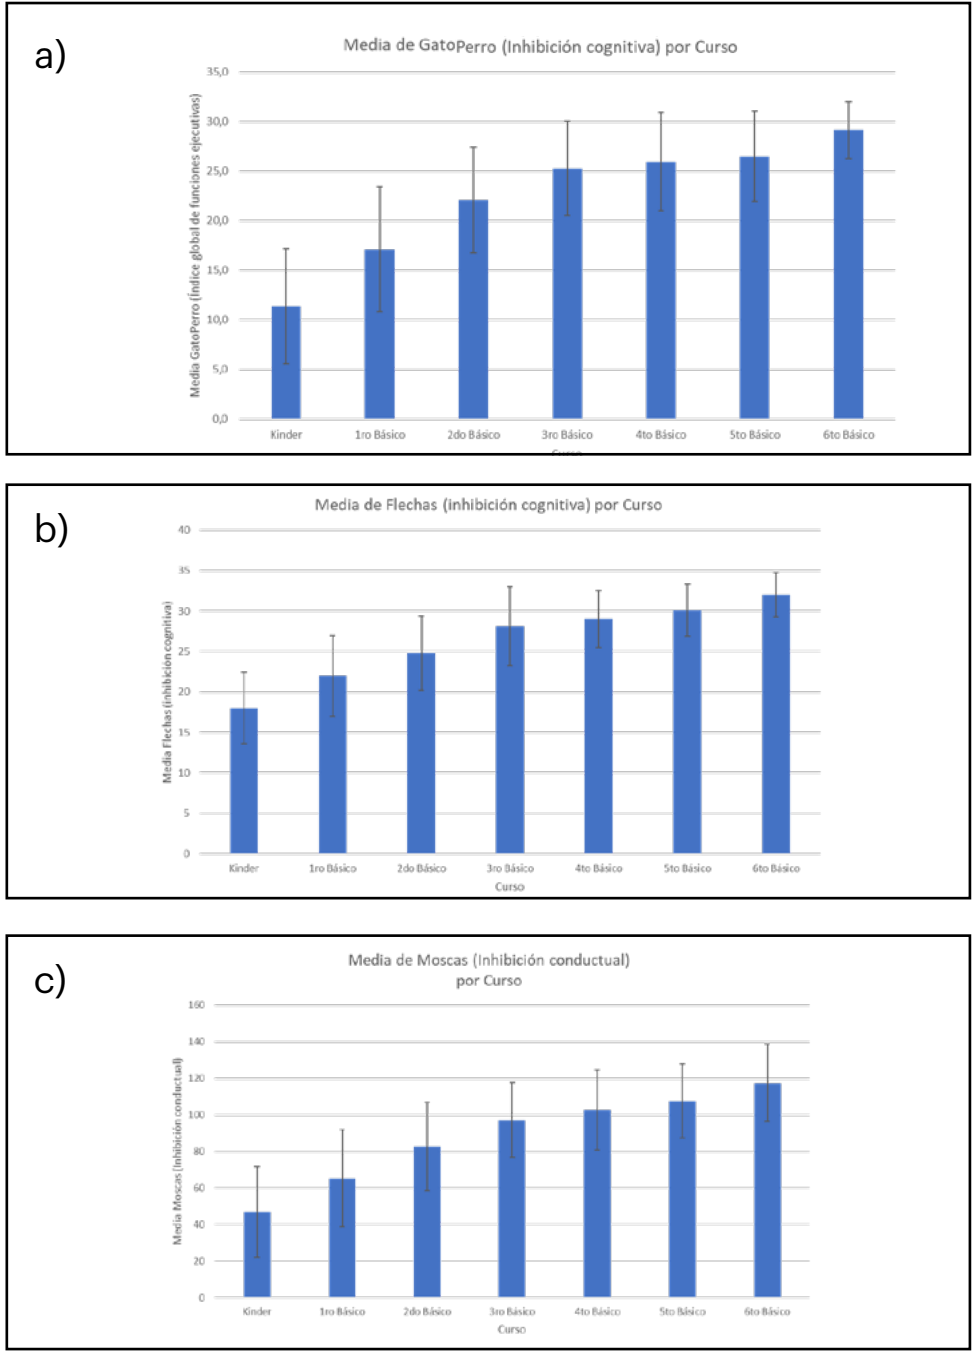 a)
Media de GatoPerro (Inhibición cognitiva) por Curso
Media GatoPerro (Índice global de funciones ejecutivas)
35,0
30,0
25,0
20,0
15,0
10,0
5,0
0,0
Kinder 1ro Básico 2do Básico 3ro Básico 4to Básico 5to Básico 6to Básico
Curso
b)
Media de Flechas (inhibición cognitiva) por Curso
Media Flechas (inhibición cognitiva)
40
35
30
25
20
15
10
5
0
Kinder 1ro Básico 2do Básico 3ro Básico 4to Básico 5to Básico 6to Básico
Curso
c)
Media de Moscas (Inhibición conductual)
por Curso
Media Moscas (Inhibición conductual)
160
140
120
100
80
60
40
20
0
Kinder 1ro Básico 2do Básico 3ro Básico 4to Básico 5to Básico 6to Básico
Curso